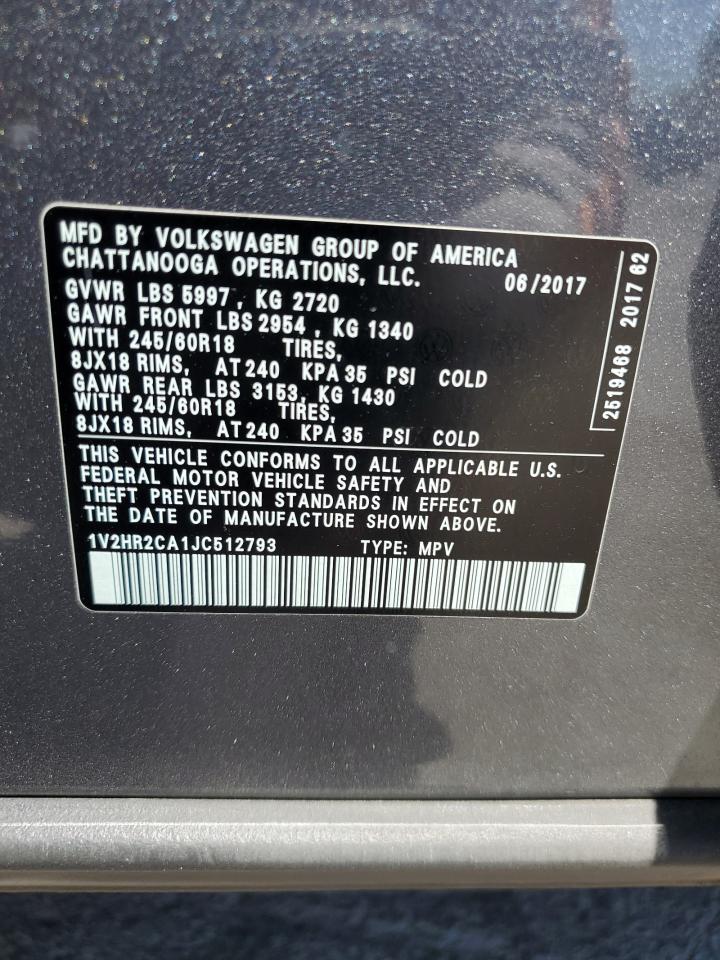 MFD BY VOLKSWAGEN GROUP OF AMERICA
CHATTANOOGA OPERATIONS, LLC. 06/2017
GVWR LBS 5997, KG 2720
GAWR FRONT LBS 2954, KG 1340
WITH 245/60R18 TIRES,
8JX18 RIMS, AT 240 KPA 35 PSI COLD
GAWR REAR LBS 3153, KG 1430
WITH 245/60R18 TIRES,
8JX18 RIMS, AT 240 KPA 35 PSI COLD
THIS VEHICLE CONFORMS TO ALL APPLICABLE U.S.
FEDERAL MOTOR VEHICLE SAFETY AND
THEFT PREVENTION STANDARDS IN EFFECT ON
THE DATE OF MANUFACTURE SHOWN ABOVE.
1V2HR2CA1JC512793 TYPE: MPV
2519468 2017 62